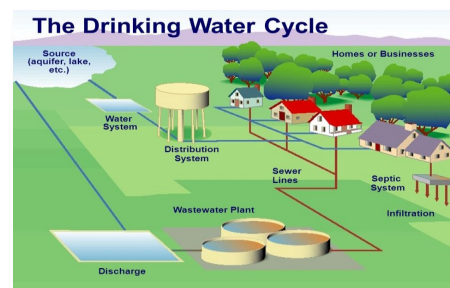 The Drinking Water Cycle
Source
(aquifer, lake,
etc.)
Homes or Businesses
Water
System
Distribution
System
Sewer
Lines
Septic
System
Infiltration
Wastewater Plant
Discharge